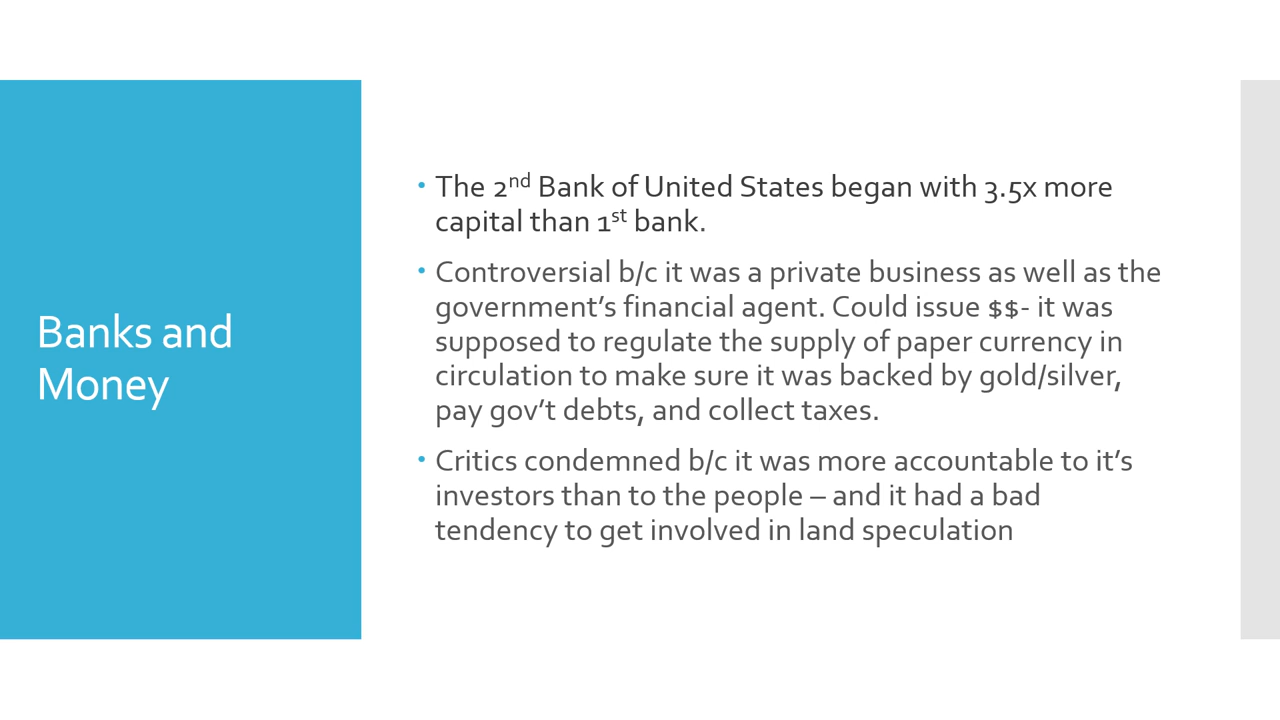 Banks and
Money
• The 2nd Bank of United States began with 3.5x more
capital than 1st bank.
• Controversial b/c it was a private business as well as the
government’s financial agent. Could issue $$- it was
supposed to regulate the supply of paper currency in
circulation to make sure it was backed by gold/silver,
pay gov’t debts, and collect taxes.
• Critics condemned b/c it was more accountable to it’s
investors than to the people – and it had a bad
tendency to get involved in land speculation